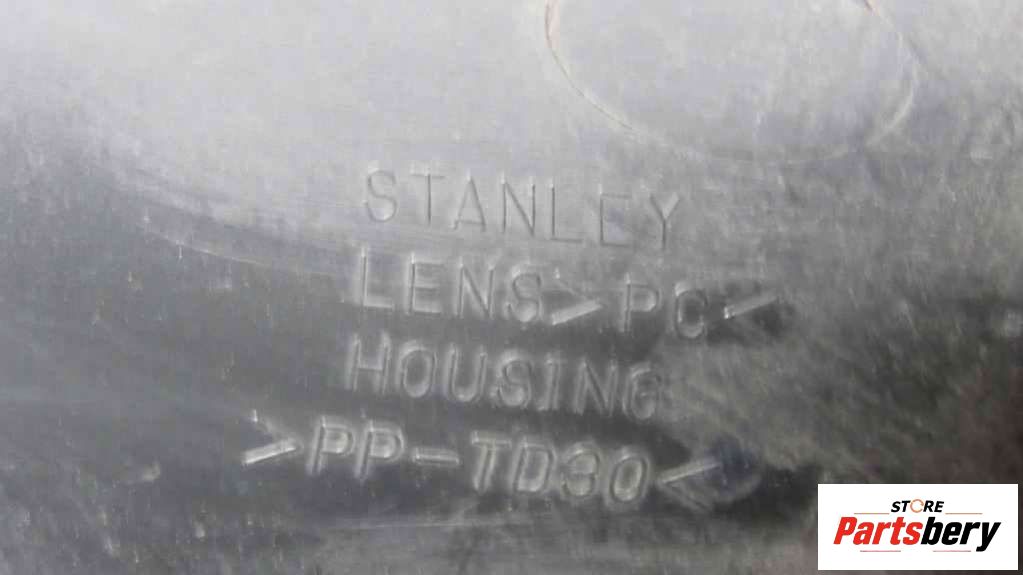 STANLEY
LENS>PC<
HOUSING
>PP-TD30<
STORE
Partsbery